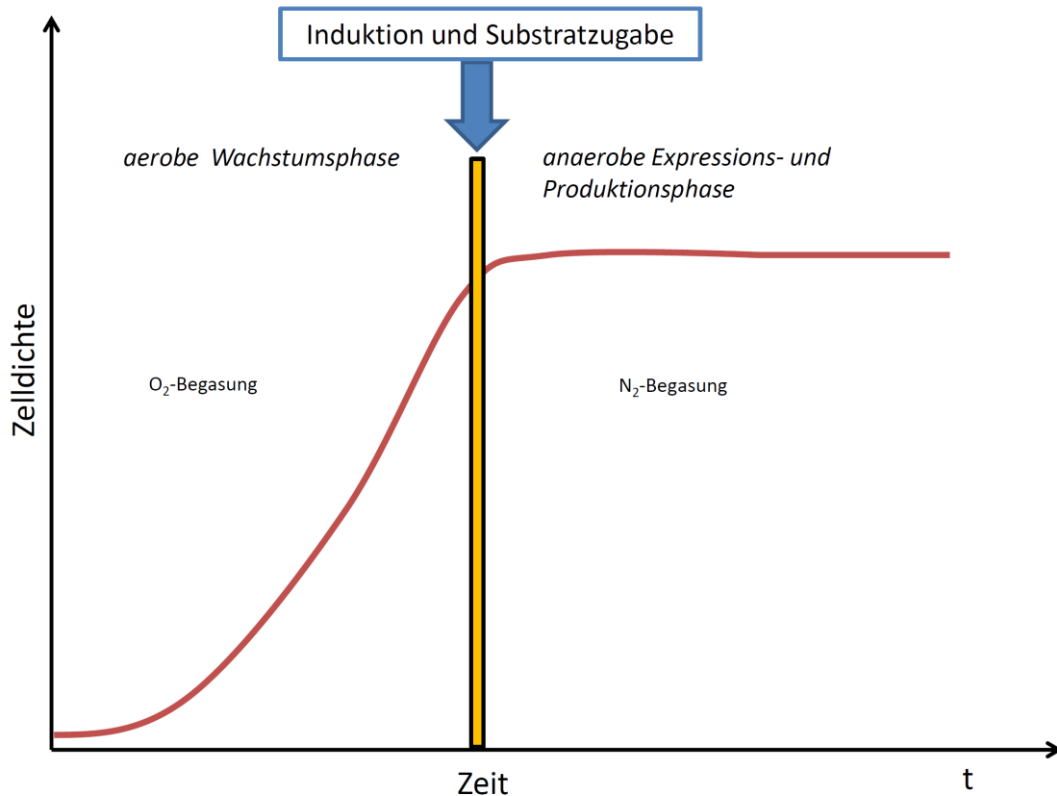 Induktion und Substratzugabe
aerobe Wachstumsphase
anaerobe Expressions- und
Produktionsphase
Zelldichte
O₂-Begasung
N₂-Begasung
Zeit
t